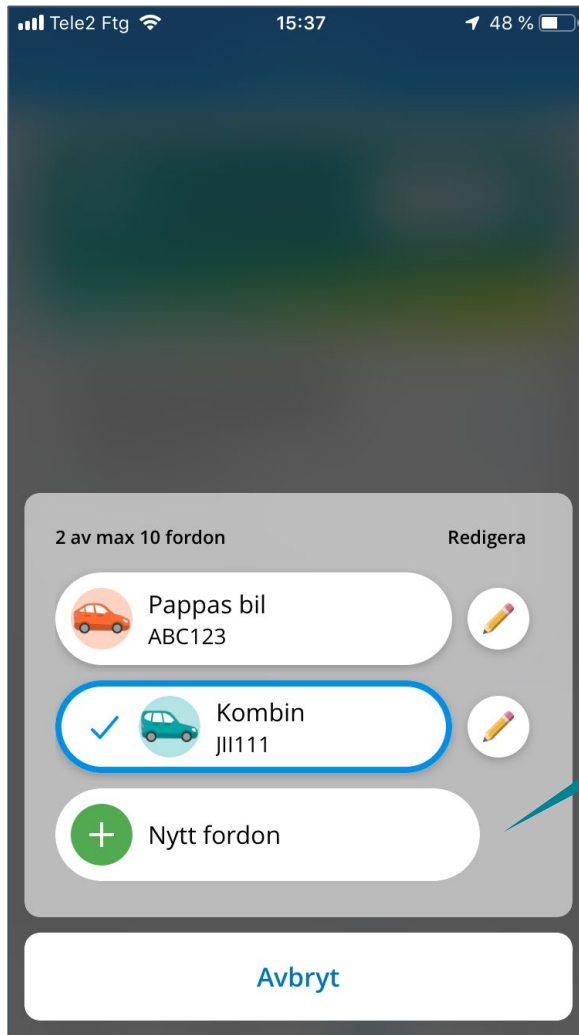 Tele2 Ftg 15:37 48 %
2 av max 10 fordon Redigera
Pappas bil
ABC123
Kombin
JII111
Nytt fordon
Avbryt